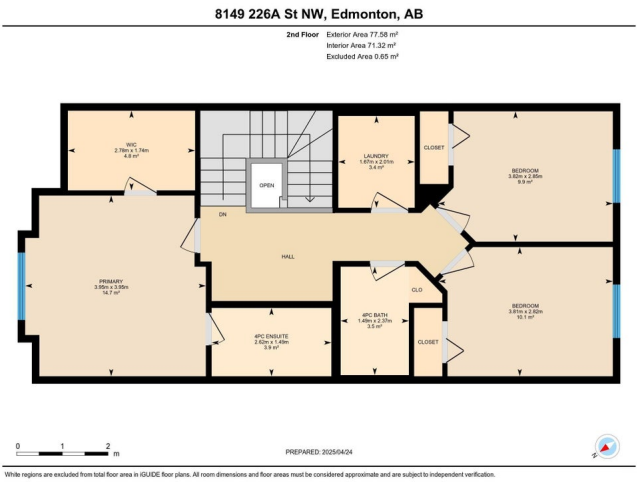 8149 226A St NW, Edmonton, AB
2nd Floor Exterior Area 77.58 m²
Interior Area 71.32 m²
Excluded Area 0.65 m²
WIC
2.78m x 1.74m
4.8 m²
OPEN
DN
LAUNDRY
1.67m x 2.01m
3.4 m²
CLOSET
BEDROOM
3.82m x 2.85m
9.9 m²
HALL
PRIMARY
3.95m x 3.95m
14.7 m²
4PC ENSUITE
2.62m x 1.49m
3.9 m²
4PC BATH
1.49m x 2.37m
3.5 m²
CLO
CLOSET
BEDROOM
3.81m x 2.82m
10.1 m²
0 1 2
m
PREPARED: 2025/04/24
N
White regions are excluded from total floor area in iGUIDE floor plans. All room dimensions and floor areas must be considered approximate and are subject to independent verification.